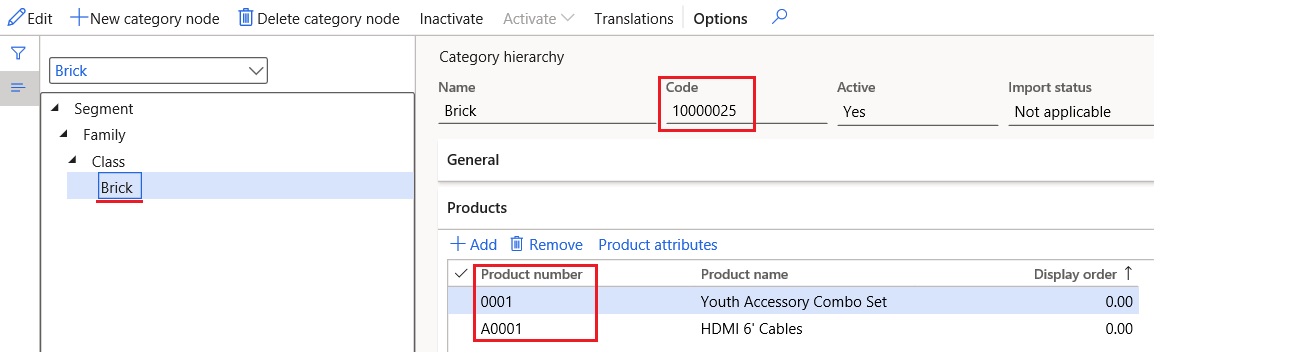 Edit New category node Delete category node Inactivate Activate Translations Options
Brick
Segment
Family
Class
Brick
Category hierarchy
Name Code Active Import status
Brick 10000025 Yes Not applicable
General
Products
Add Remove Product attributes
Product number Product name Display order
0001 Youth Accessory Combo Set 0.00
A0001 HDMI 6' Cables 0.00